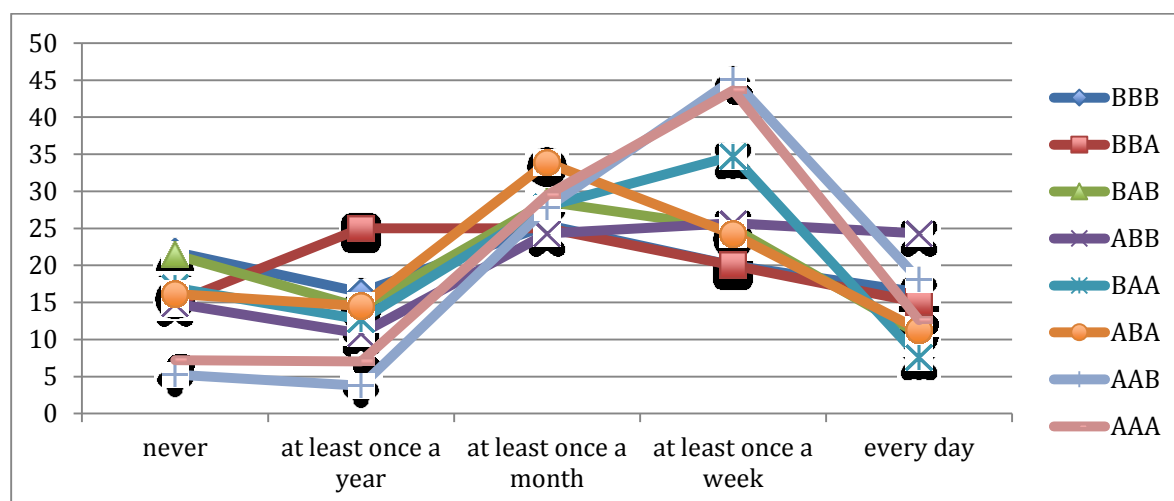 50
45
40
35
30
25
20
15
10
5
0
never
at least once a
year
at least once a
month
at least once a
week
every day
BBB
BBA
BAB
ABB
BAA
ABA
AAB
AAA